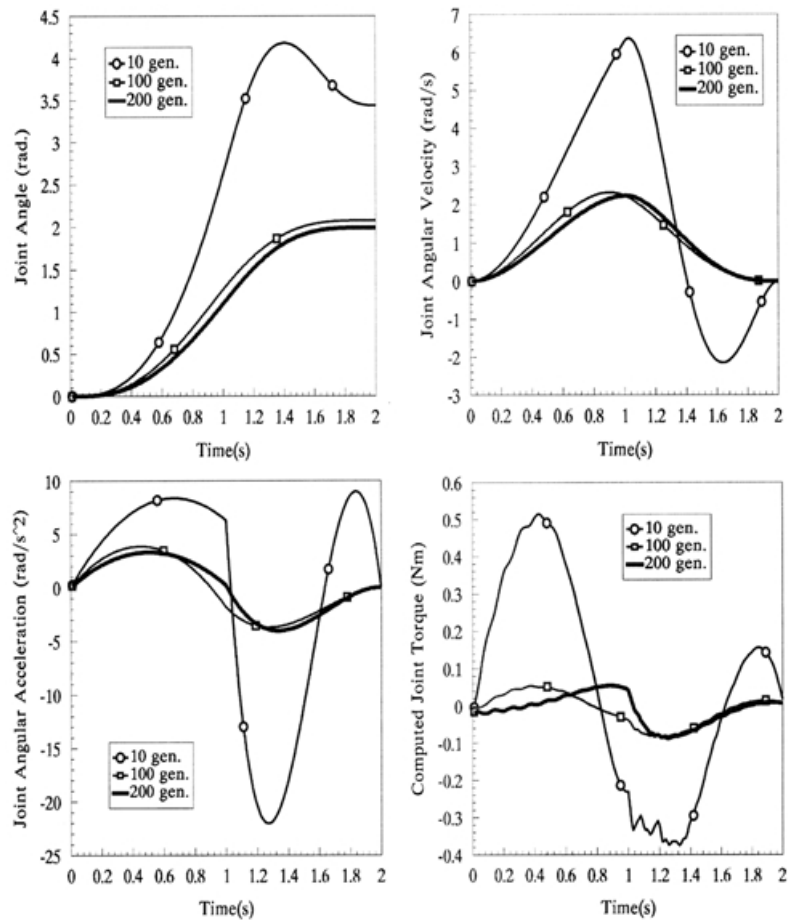 4.5
4
3.5
3
2.5
2
1.5
1
0.5
0
Joint Angle (rad.)
10 gen.
100 gen.
200 gen.
0 0.2 0.4 0.6 0.8 1 1.2 1.4 1.6 1.8 2
Time(s)
7
6
5
4
3
2
1
0
-1
-2
-3
Joint Angular Velocity (rad/s)
10 gen.
100 gen.
200 gen.
0 0.2 0.4 0.6 0.8 1 1.2 1.4 1.6 1.8 2
Time(s)
10
5
0
-5
-10
-15
-20
-25
Joint Angular Acceleration (rad/s^2)
10 gen.
100 gen.
200 gen.
0 0.2 0.4 0.6 0.8 1 1.2 1.4 1.6 1.8 2
Time(s)
0.6
0.5
0.4
0.3
0.2
0.1
0
-0.1
-0.2
-0.3
-0.4
Computed Joint Torque (Nm)
10 gen.
100 gen.
200 gen.
0 0.2 0.4 0.6 0.8 1 1.2 1.4 1.6 1.8 2
Time(s)